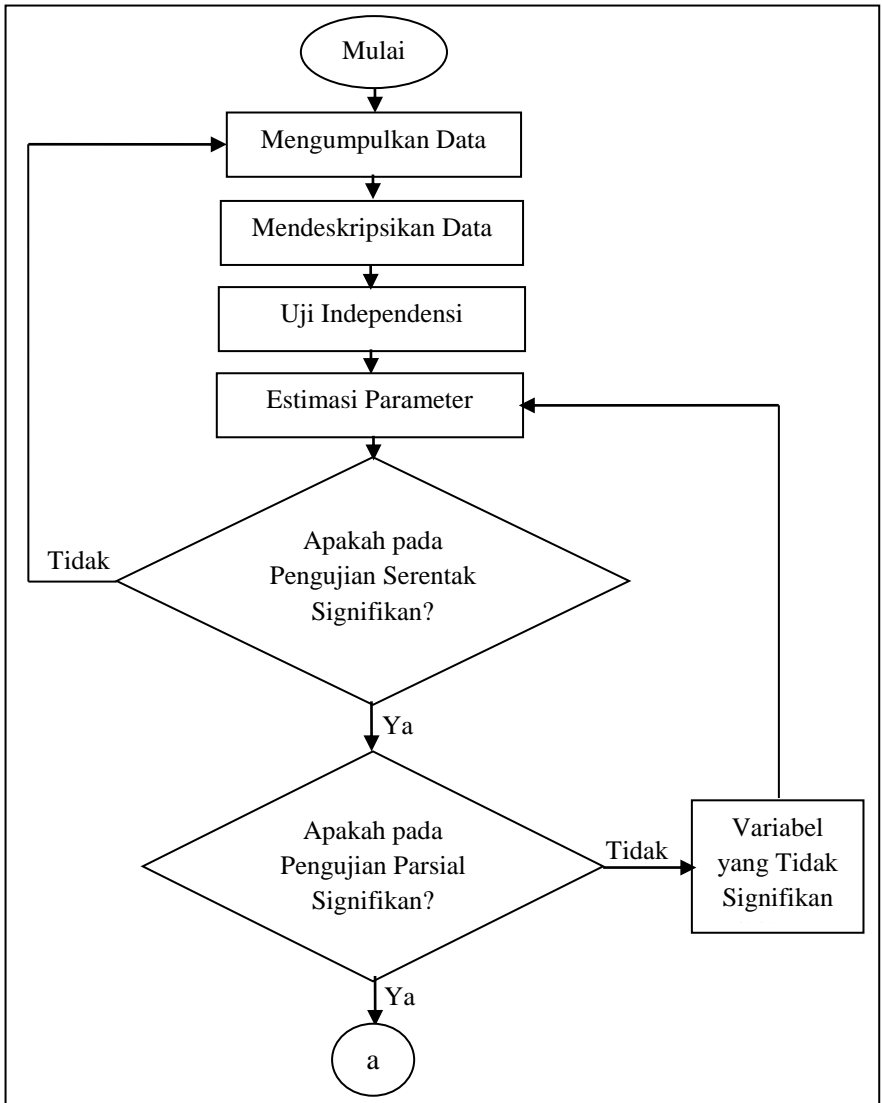 Mulai
Mengumpulkan Data
Mendeskripsikan Data
Uji Independensi
Estimasi Parameter
Tidak
Apakah pada
Pengujian Serentak
Signifikan?
Ya
Apakah pada
Pengujian Parsial
Signifikan?
Tidak
Variabel
yang Tidak
Signifikan
Ya
a